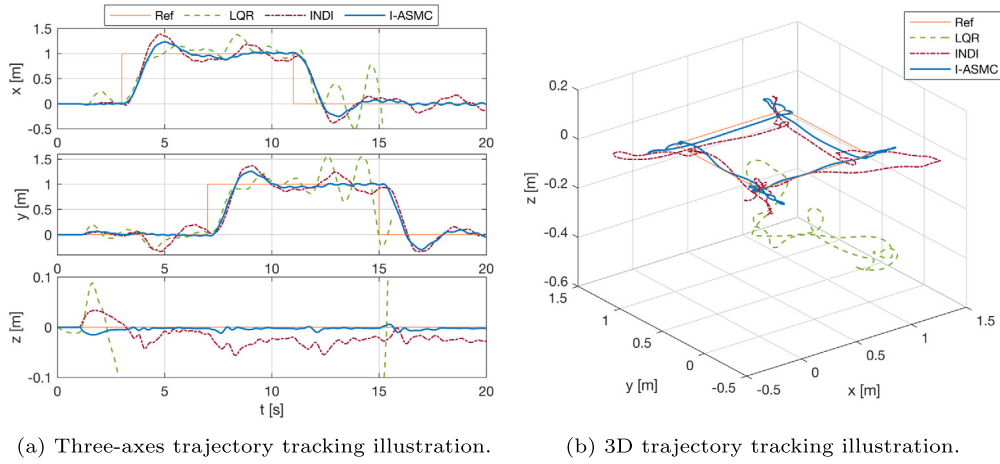 Ref LQR INDI I-ASMC
1.5
1
0.5
0
-0.5
x [m]
0 5 10 15 20
1.5
1
0.5
0
y [m]
0 5 10 15 20
0.1
0
-0.1
z [m]
0 5 10 15 20
t [s]
(a) Three-axes trajectory tracking illustration.
Ref
LQR
INDI
I-ASMC
0.2
0
-0.2
-0.4
-0.6
z [m]
1.5
1
0.5
0
-0.5
y [m]
-0.5
0
0.5
1
1.5
x [m]
(b) 3D trajectory tracking illustration.